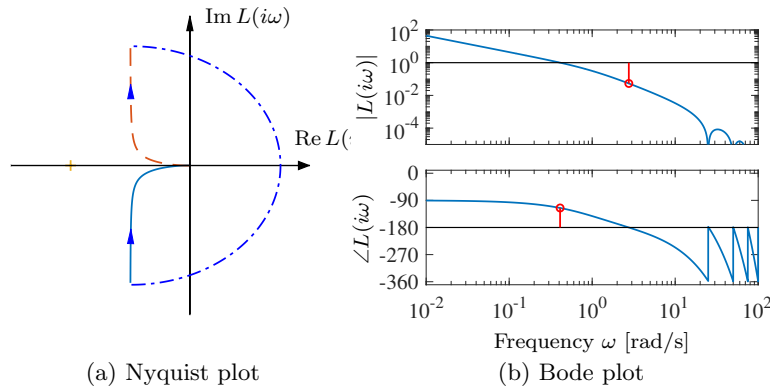 Im L(iω)
Re L(i
(a) Nyquist plot
|L(iω)|
10^2
10^0
10^-2
10^-4
∠L(iω)
0
-90
-180
-270
-360
10^-2 10^-1 10^0 10^1 10^2
Frequency ω [rad/s]
(b) Bode plot